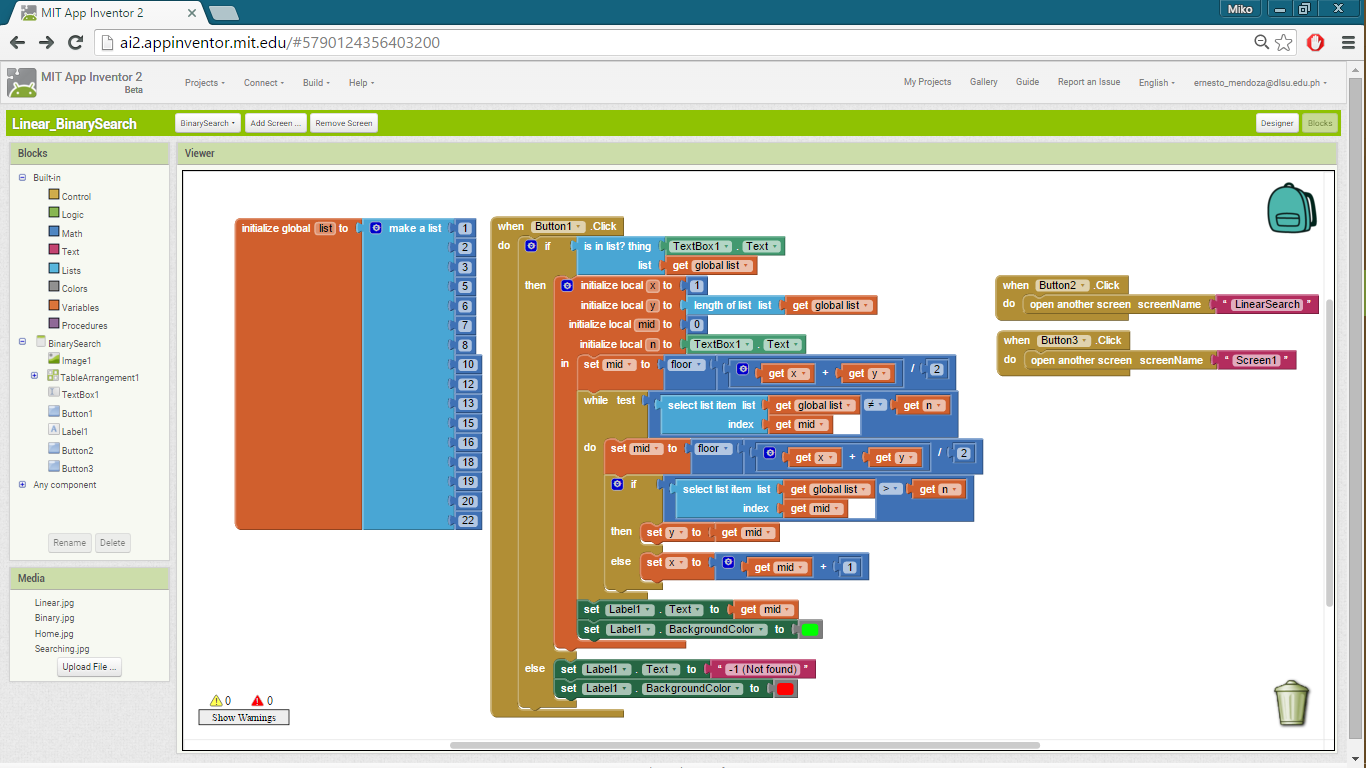 MIT App Inventor 2
Miko
ai2.appinventor.mit.edu/#5790124356403200
MIT App Inventor 2
Beta
Projects Connect Build Help
My Projects Gallery Guide Report an Issue English ernesto_mendoza@dlsu.edu.ph
Linear_BinarySearch
BinarySearch Add Screen ... Remove Screen
Designer Blocks
Blocks
Built-in
Control
Logic
Math
Text
Lists
Colors
Variables
Procedures
BinarySearch
Image1
TableArrangement1
TextBox1
Button1
Label1
Button2
Button3
Any component
Rename Delete
Media
Linear.jpg
Binary.jpg
Home.jpg
Searching.jpg
Upload File ...
Viewer
initialize global list to make a list 1
2
3
5
6
7
8
10
12
13
15
16
18
19
20
22
when Button1 .Click
do if is in list? thing TextBox1 . Text
list get global list
then initialize local x to 1
initialize local y to length of list list get global list
initialize local mid to 0
initialize local n to TextBox1 . Text
in set mid to floor get x + get y / 2
while test select list item list get global list ≠ get n
index get mid
do set mid to floor get x + get y / 2
if select list item list get global list > get n
index get mid
then set y to get mid
else set x to get mid + 1
set Label1 . Text to get mid
set Label1 . BackgroundColor to
else set Label1 . Text to " -1 (Not found) "
set Label1 . BackgroundColor to
when Button2 .Click
do open another screen screenName " LinearSearch "
when Button3 .Click
do open another screen screenName " Screen1 "
0 0
Show Warnings